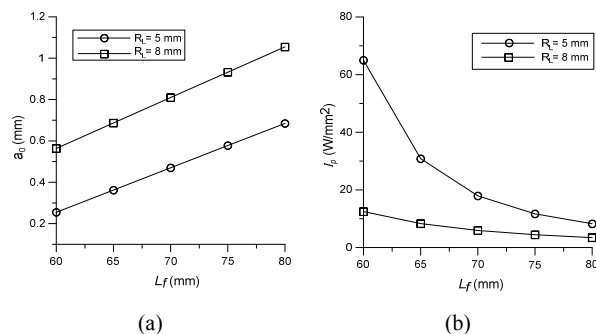 a
b
R_L = 5 mm
R_L = 8 mm
R_L = 5 mm
R_L = 8 mm
1.2
1
0.8
0.6
0.4
0.2
a_0 (mm)
60 65 70 75 80
L_f (mm)
80
60
40
20
0
I_p (W/mm²)
60 65 70 75 80
L_f (mm)
(a)
(b)